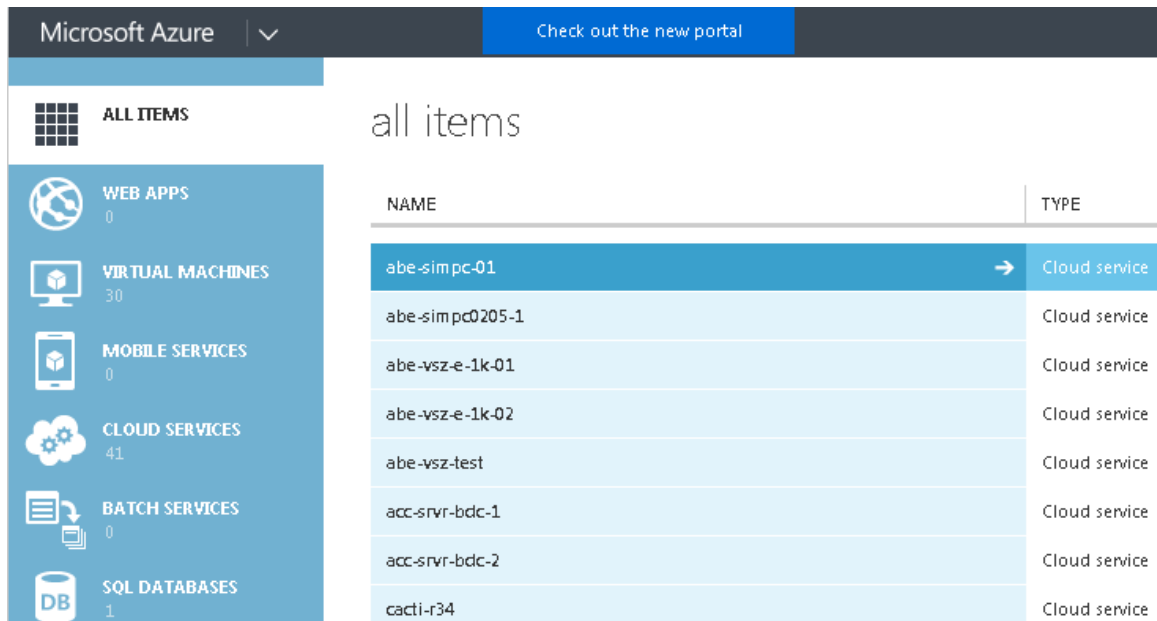 Microsoft Azure
Check out the new portal
ALL ITEMS
WEB APPS
0
VIRTUAL MACHINES
30
MOBILE SERVICES
0
CLOUD SERVICES
41
BATCH SERVICES
0
SQL DATABASES
1
DB
all items
NAME TYPE
abe-simpc-01 Cloud service
abe-simpc0205-1 Cloud service
abe-vsz-e-1k-01 Cloud service
abe-vsz-e-1k-02 Cloud service
abe-vsz-test Cloud service
acc-srvr-bdc-1 Cloud service
acc-srvr-bdc-2 Cloud service
cacti-r34 Cloud service